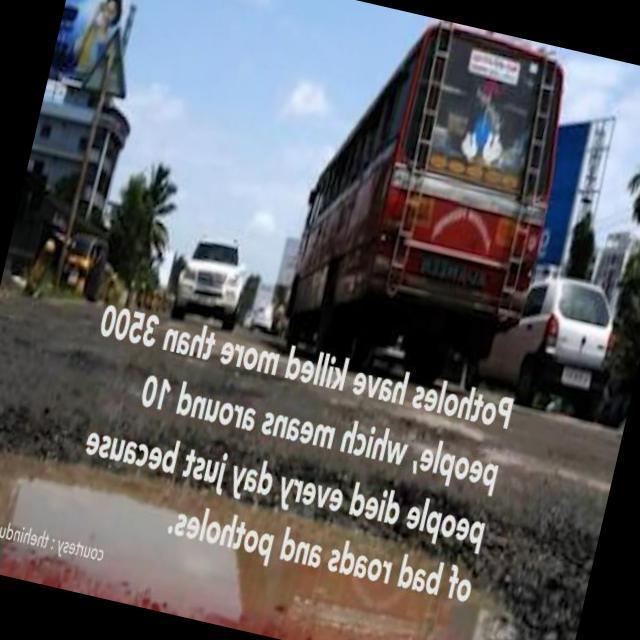 Potholes have killed more than 3500
people, which means around 10
people died every day just because
of bad roads and potholes.
courtesy : thehindu